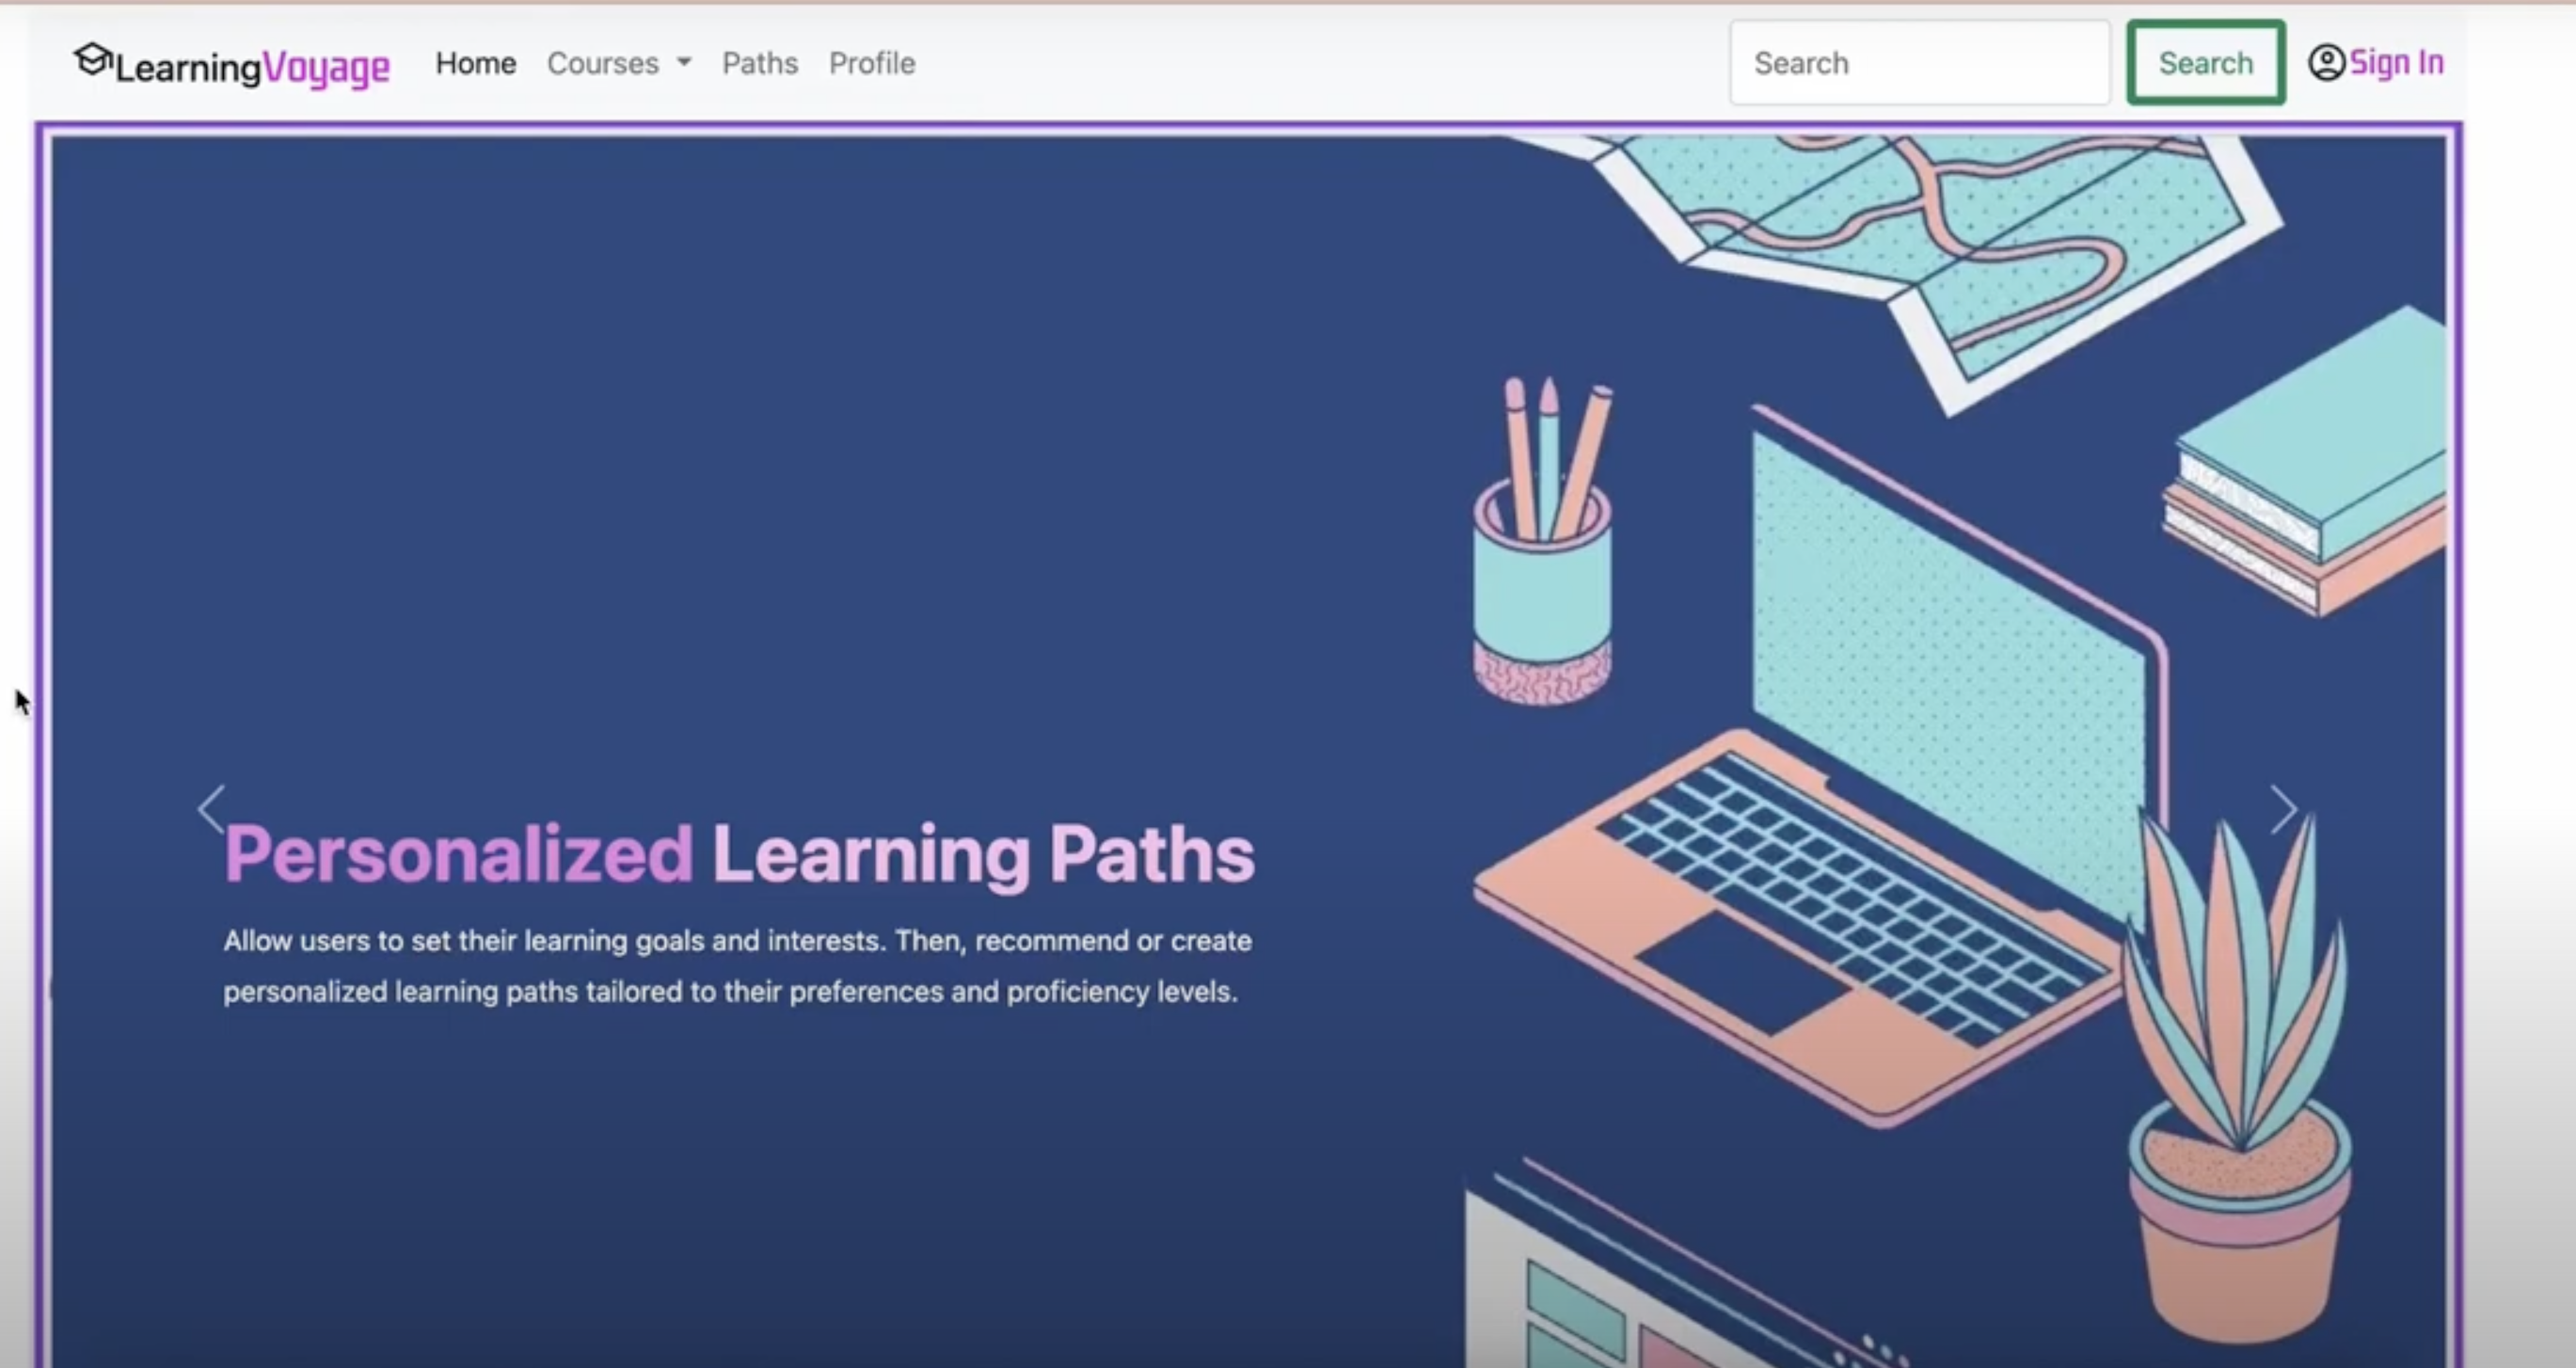 LearningVoyage Home Courses Paths Profile Search Search Sign In
Personalized Learning Paths
Allow users to set their learning goals and interests. Then, recommend or create
personalized learning paths tailored to their preferences and proficiency levels.